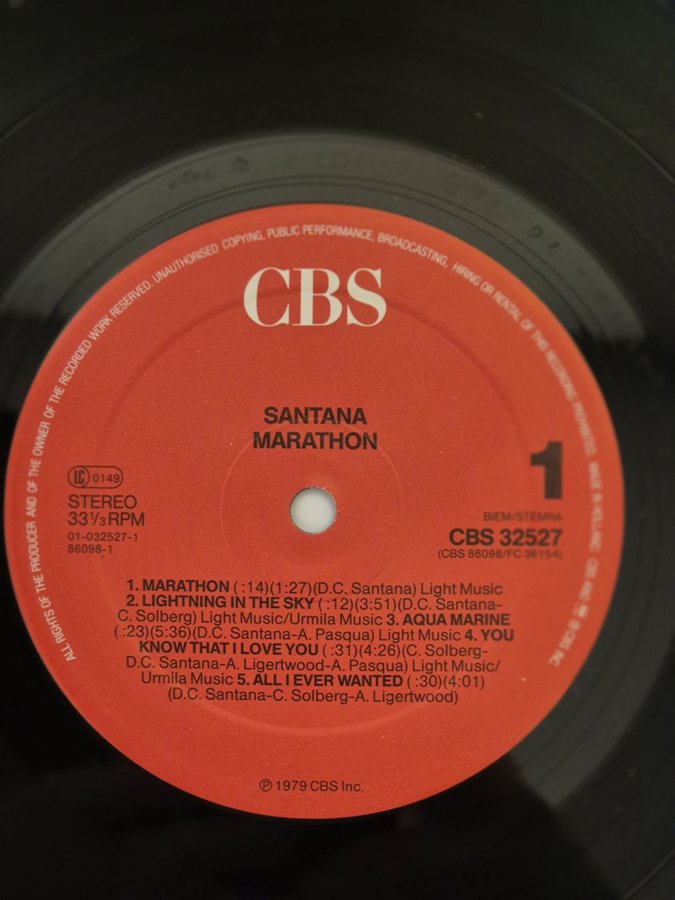 ALL RIGHTS OF THE PRODUCER AND OF THE OWNER OF THE RECORDED WORK RESERVED. UNAUTHORISED COPYING, PUBLIC PERFORMANCE, BROADCASTING, HIRING OR RENTAL OF THIS RECORDING PROHIBITED. MADE IN HOLLAND
CBS
SANTANA
MARATHON
1
LC 0149
STEREO
33 1/3 RPM
01-032527-1
86098-1
BIEM/STEMRA
CBS 32527
(CBS 86098/FC 36154)
1. MARATHON ( :14)(1:27)(D.C. Santana) Light Music
2. LIGHTNING IN THE SKY ( :12)(3:51)(D.C. Santana-
C. Solberg) Light Music/Urmila Music 3. AQUA MARINE
( :23)(5:36)(D.C. Santana-A. Pasqua) Light Music 4. YOU
KNOW THAT I LOVE YOU ( :31)(4:26)(C. Solberg-
D.C. Santana-A. Ligertwood-A. Pasqua) Light Music/
Urmila Music 5. ALL I EVER WANTED ( :30)(4:01)
(D.C. Santana-C. Solberg-A. Ligertwood)
℗ 1979 CBS Inc.